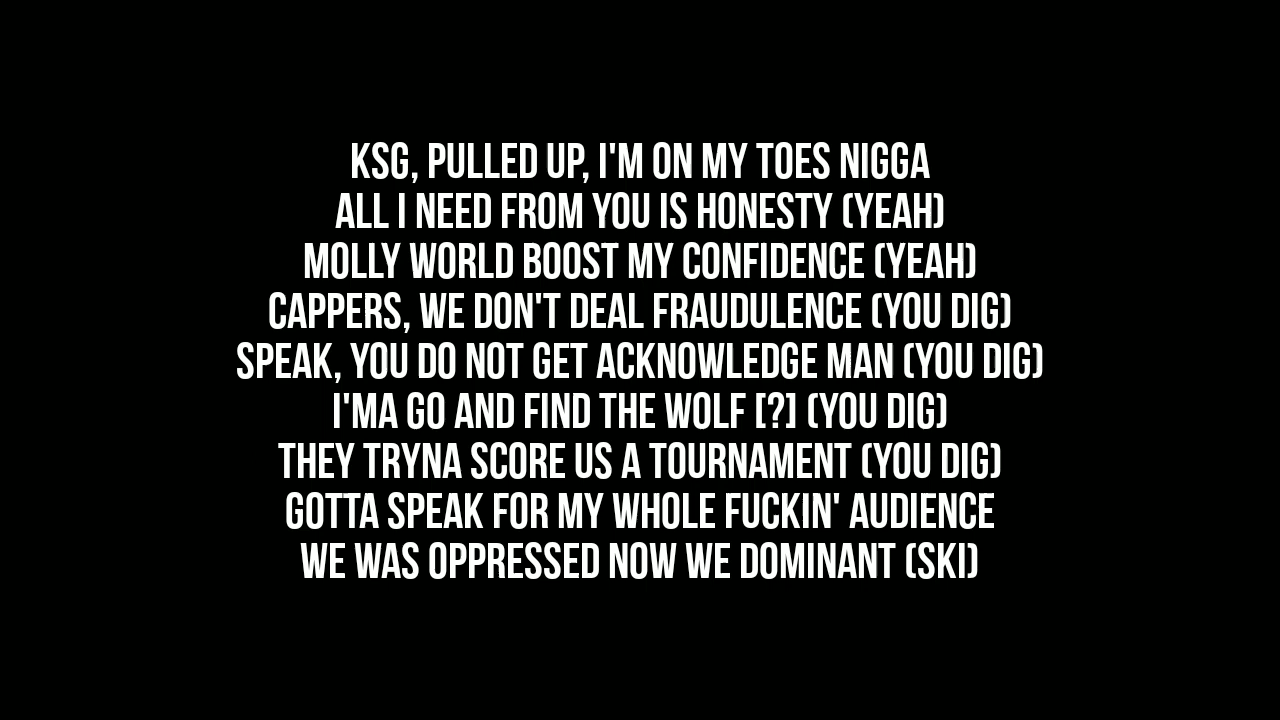 KSG, PULLED UP, I'M ON MY TOES NIGGA
ALL I NEED FROM YOU IS HONESTY (YEAH)
MOLLY WORLD BOOST MY CONFIDENCE (YEAH)
CAPPERS, WE DON'T DEAL FRAUDULENCE (YOU DIG)
SPEAK, YOU DO NOT GET ACKNOWLEDGE MAN (YOU DIG)
I'MA GO AND FIND THE WOLF [?] (YOU DIG)
THEY TRYNA SCORE US A TOURNAMENT (YOU DIG)
GOTTA SPEAK FOR MY WHOLE FUCKIN' AUDIENCE
WE WAS OPPRESSED NOW WE DOMINANT (SKI)